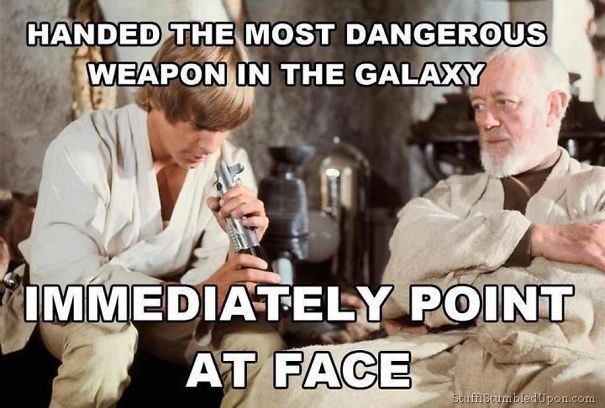 HANDED THE MOST DANGEROUS
WEAPON IN THE GALAXY
IMMEDIATELY POINT
AT FACE
StuffIStumbledUpon.com